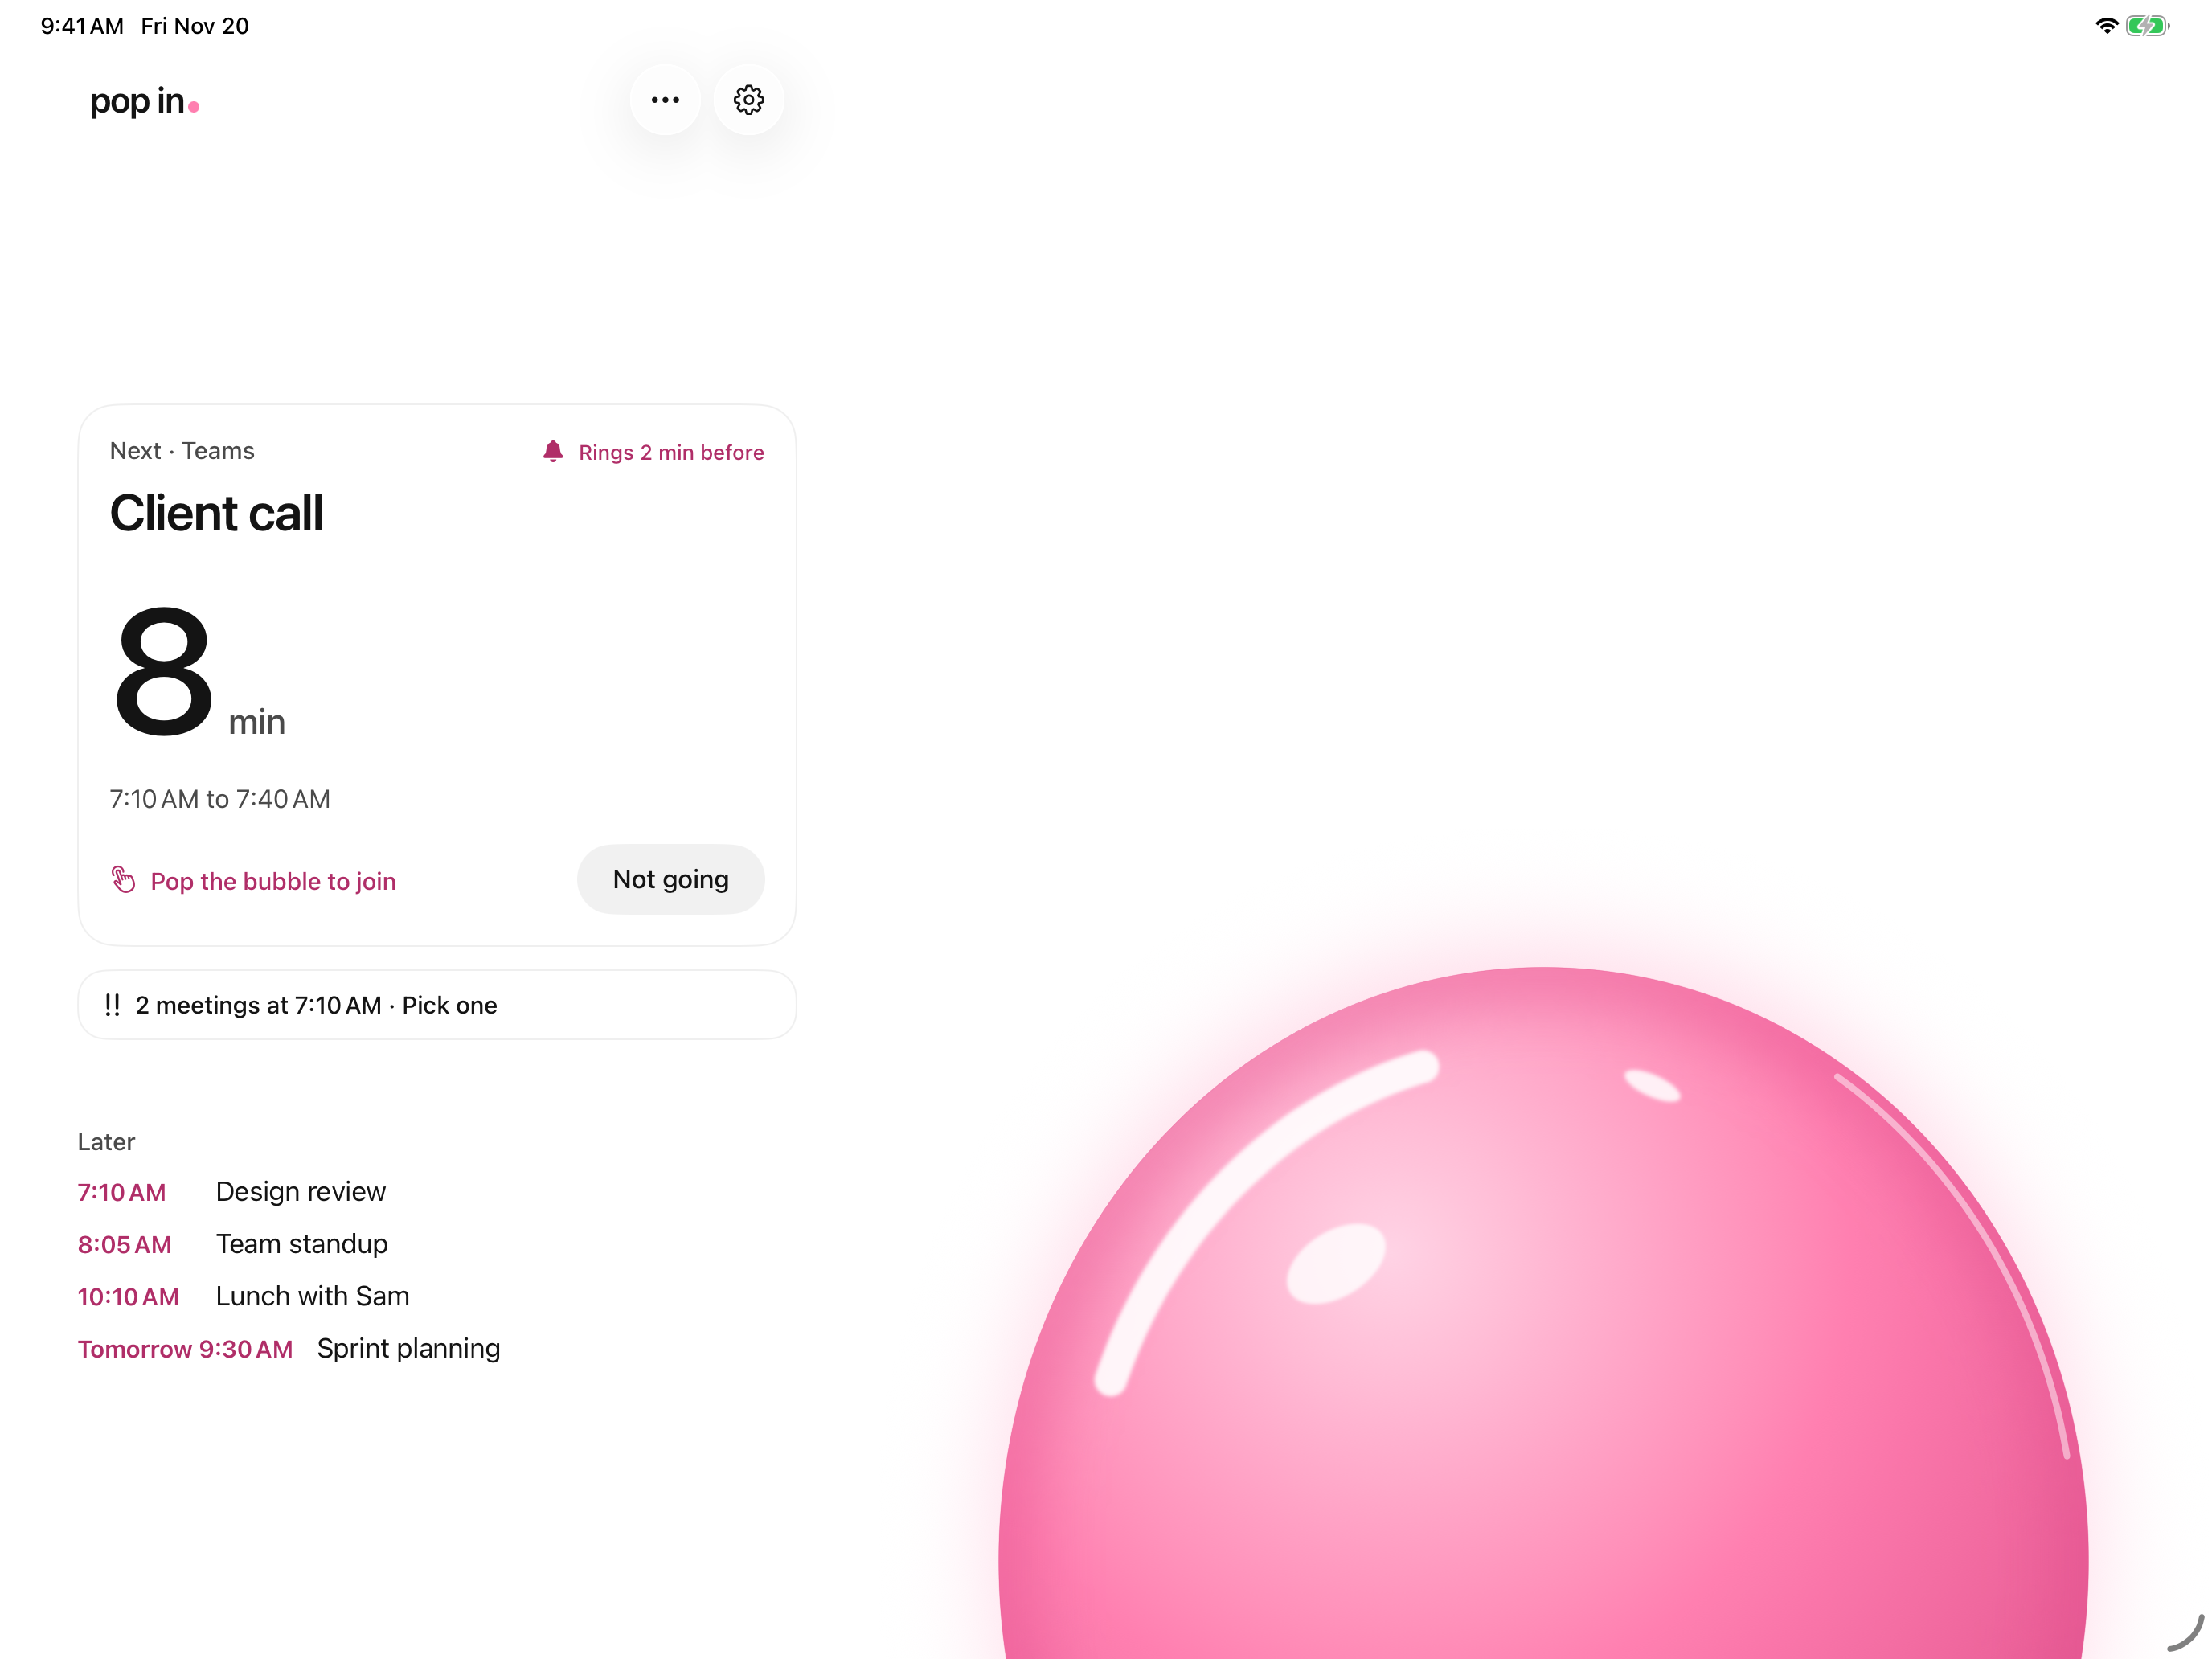 9:41 AM Fri Nov 20
pop in
Next · Teams
Rings 2 min before
Client call
8 min
7:10 AM to 7:40 AM
Pop the bubble to join
Not going
!! 2 meetings at 7:10 AM · Pick one
Later
7:10 AM Design review
8:05 AM Team standup
10:10 AM Lunch with Sam
Tomorrow 9:30 AM Sprint planning